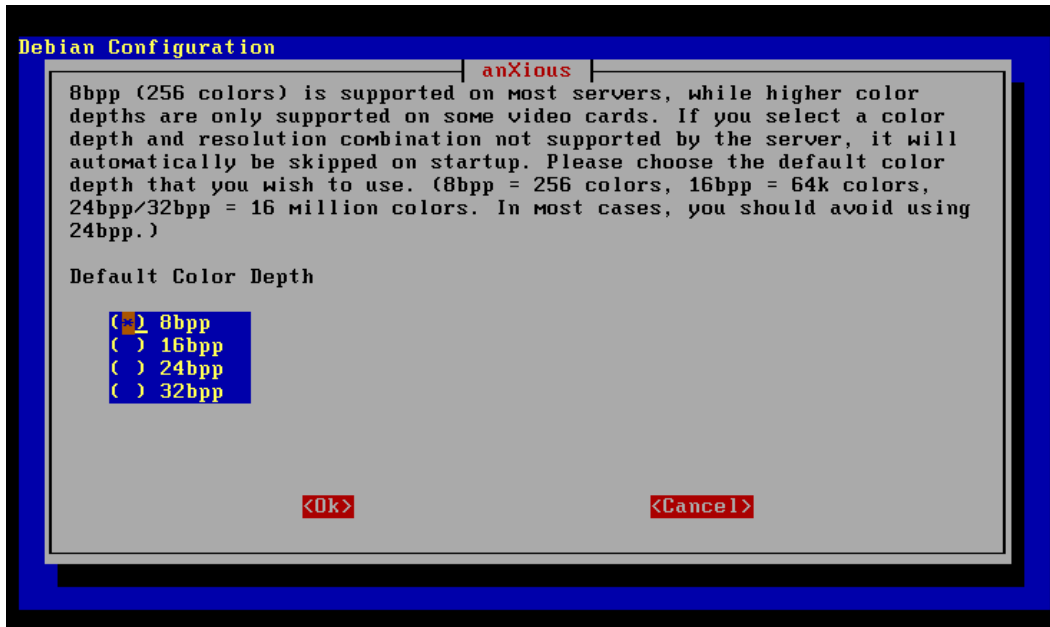 Debian Configuration
anXious
8bpp (256 colors) is supported on most servers, while higher color
depths are only supported on some video cards. If you select a color
depth and resolution combination not supported by the server, it will
automatically be skipped on startup. Please choose the default color
depth that you wish to use. (8bpp = 256 colors, 16bpp = 64k colors,
24bpp/32bpp = 16 million colors. In most cases, you should avoid using
24bpp.)
Default Color Depth
(*) 8bpp
( ) 16bpp
( ) 24bpp
( ) 32bpp
<Ok> <Cancel>